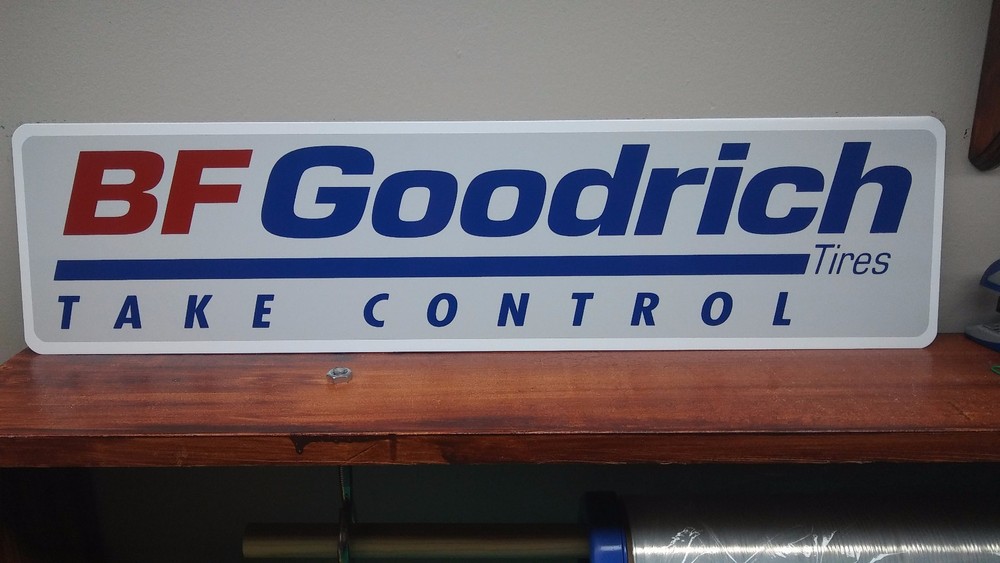 BFGoodrich
Tires
TAKE CONTROL